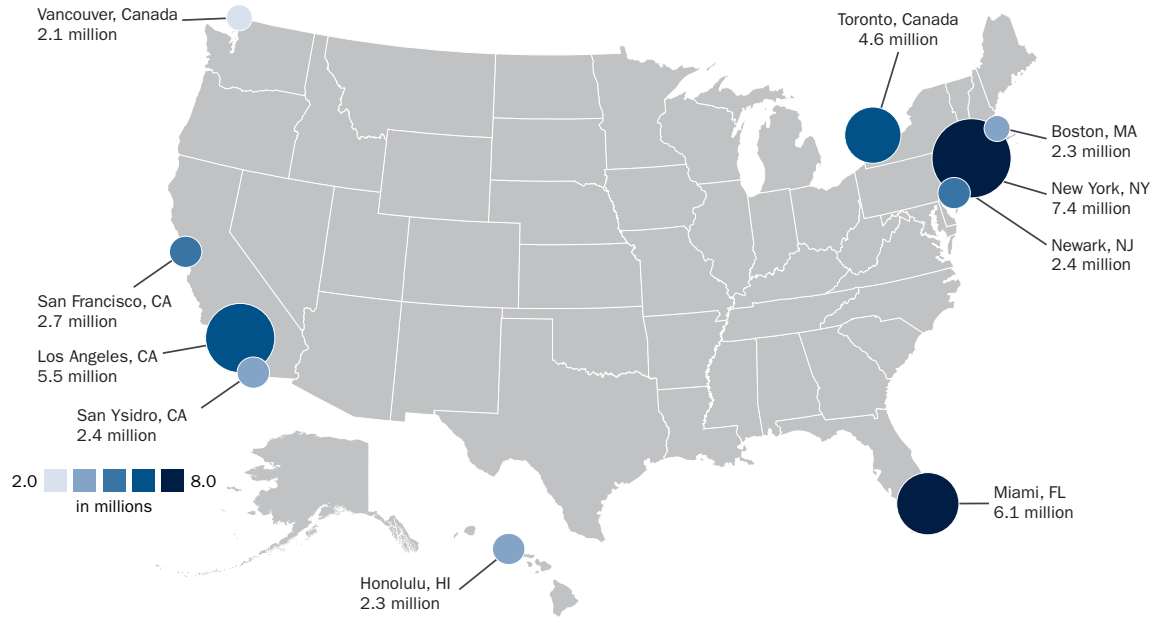 Vancouver, Canada
2.1 million
Toronto, Canada
4.6 million
Boston, MA
2.3 million
New York, NY
7.4 million
Newark, NJ
2.4 million
San Francisco, CA
2.7 million
Los Angeles, CA
5.5 million
San Ysidro, CA
2.4 million
2.0 8.0
in millions
Miami, FL
6.1 million
Honolulu, HI
2.3 million